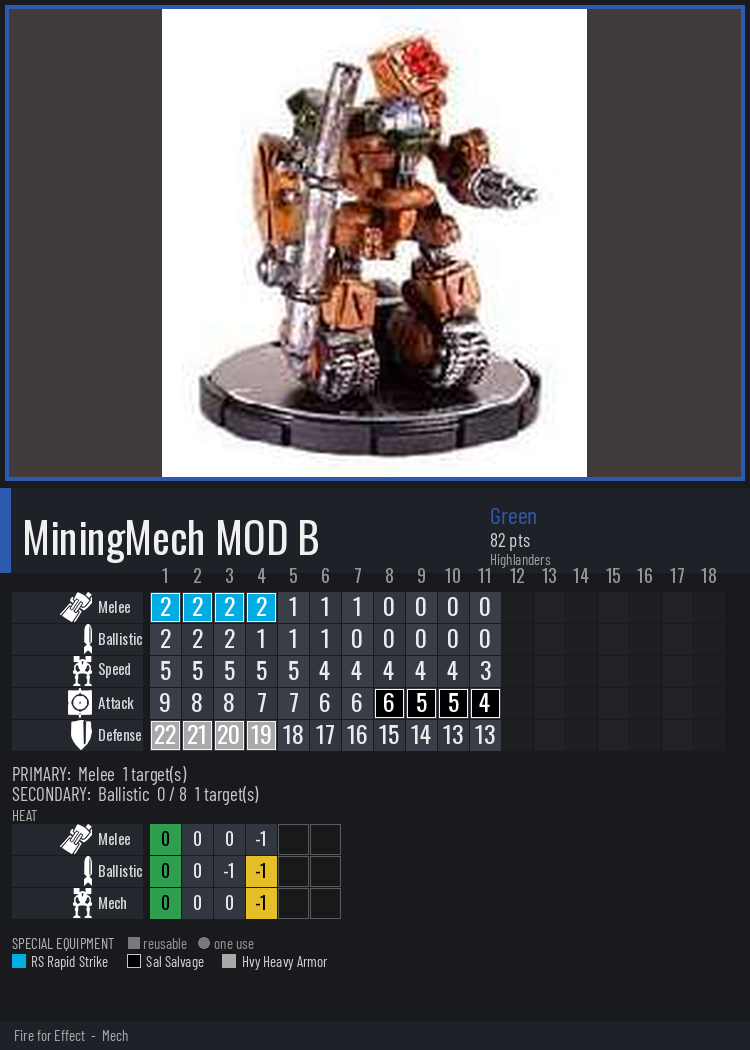 MiningMech MOD B
Green
82 pts
Highlanders
1 2 3 4 5 6 7 8 9 10 11 12 13 14 15 16 17 18
Melee 2 2 2 2 1 1 1 0 0 0 0
Ballistic 2 2 2 1 1 1 0 0 0 0 0
Speed 5 5 5 5 5 4 4 4 4 4 3
Attack 9 8 8 7 7 6 6 6 5 5 4
Defense 22 21 20 19 18 17 16 15 14 13 13
PRIMARY: Melee 1 target(s)
SECONDARY: Ballistic 0 / 8 1 target(s)
HEAT
Melee 0 0 0 -1
Ballistic 0 0 -1 -1
Mech 0 0 0 -1
SPECIAL EQUIPMENT reusable one use
RS Rapid Strike Sal Salvage Hvy Heavy Armor
Fire for Effect - Mech